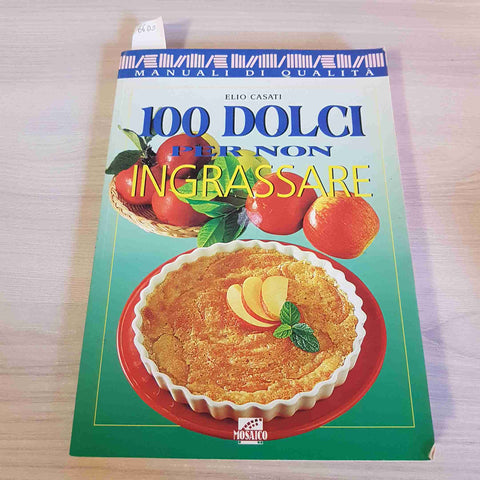 MANUALI DI QUALITÀ
ELIO CASATI
100 DOLCI
PER NON
INGRASSARE
MOSAICO